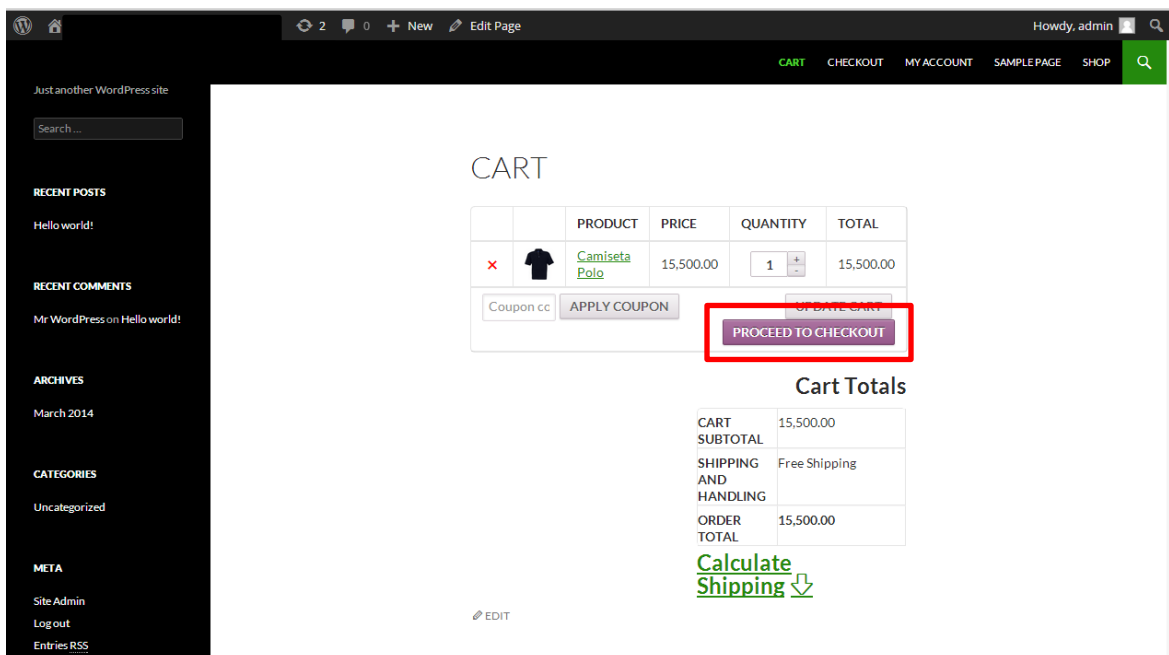 2 0 + New Edit Page Howdy, admin
CART CHECKOUT MY ACCOUNT SAMPLE PAGE SHOP
Just another WordPress site
Search ...
RECENT POSTS
Hello world!
RECENT COMMENTS
Mr WordPress on Hello world!
ARCHIVES
March 2014
CATEGORIES
Uncategorized
META
Site Admin
Log out
Entries RSS
CART
PRODUCT PRICE QUANTITY TOTAL
× Camiseta Polo 15,500.00 1 + - 15,500.00
Coupon cc APPLY COUPON UPDATE CART
PROCEED TO CHECKOUT
Cart Totals
CART SUBTOTAL 15,500.00
SHIPPING AND HANDLING Free Shipping
ORDER TOTAL 15,500.00
Calculate
Shipping
EDIT